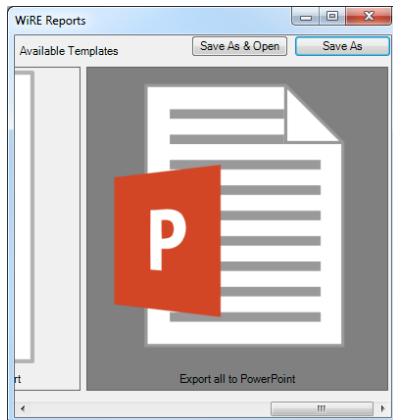 WiRE Reports
Available Templates
Save As & Open
Save As
P
rt
Export all to PowerPoint